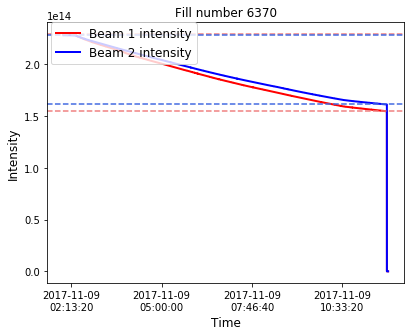 Fill number 6370
1e14
Beam 1 intensity
Beam 2 intensity
2.0
1.5
1.0
0.5
0.0
Intensity
2017-11-09
02:13:20
2017-11-09
05:00:00
2017-11-09
07:46:40
2017-11-09
10:33:20
Time